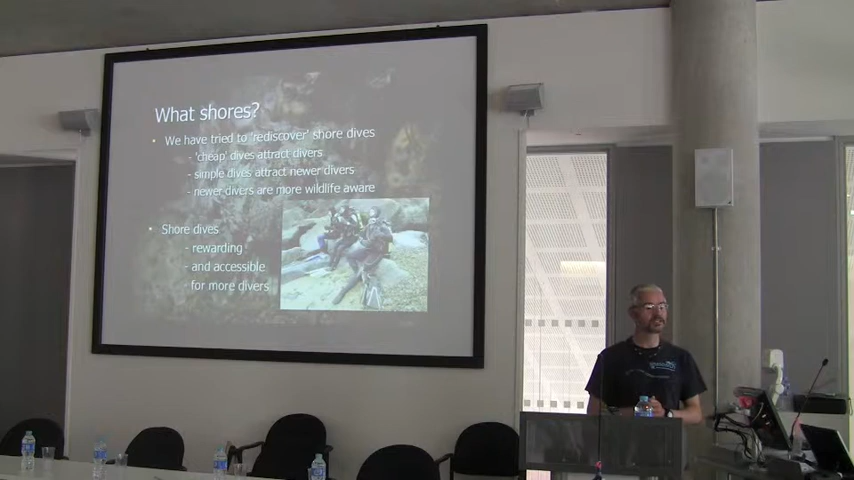 What shores?
• We have tried to 'rediscover' shore dives
- 'cheap' dives attract divers
- simple dives attract newer divers
- newer divers are more wildlife aware
• Shore dives
- rewarding
- and accessible
for more divers